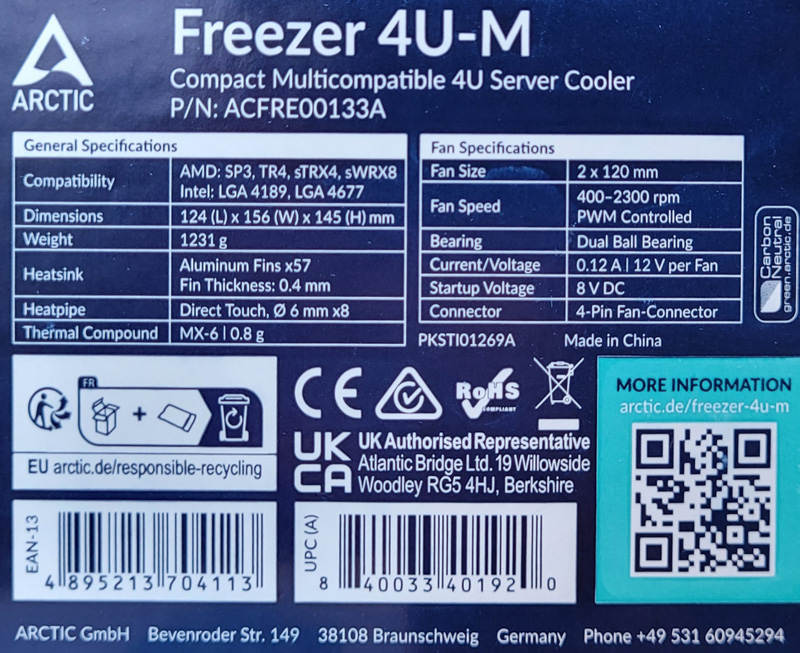 ARCTIC
Freezer 4U-M
Compact Multicompatible 4U Server Cooler
P/N: ACFRE00133A
General Specifications
Compatibility
AMD: SP3, TR4, sTRX4, sWRX8
Intel: LGA 4189, LGA 4677
Dimensions
124 (L) x 156 (W) x 145 (H) mm
Weight
1231 g
Heatsink
Aluminum Fins x57
Fin Thickness: 0.4 mm
Heatpipe
Direct Touch, Ø 6 mm x8
Thermal Compound
MX-6 | 0.8 g
Fan Specifications
Fan Size
2 x 120 mm
Fan Speed
400–2300 rpm
PWM Controlled
Bearing
Dual Ball Bearing
Current/Voltage
0.12 A | 12 V per Fan
Startup Voltage
8 V DC
Connector
4-Pin Fan-Connector
PKSTI01269A
Made in China
Carbon
Neutral
green.arctic.de
FR
+
EU arctic.de/responsible-recycling
CE
RoHS
COMPLIANT
UK
CA
UK Authorised Representative
Atlantic Bridge Ltd. 19 Willowside
Woodley RG5 4HJ, Berkshire
MORE INFORMATION
arctic.de/freezer-4u-m
EAN-13
4 895213 704113
UPC (A)
8 40033 40192 0
ARCTIC GmbH Bevenroder Str. 149 38108 Braunschweig Germany Phone +49 531 60945294